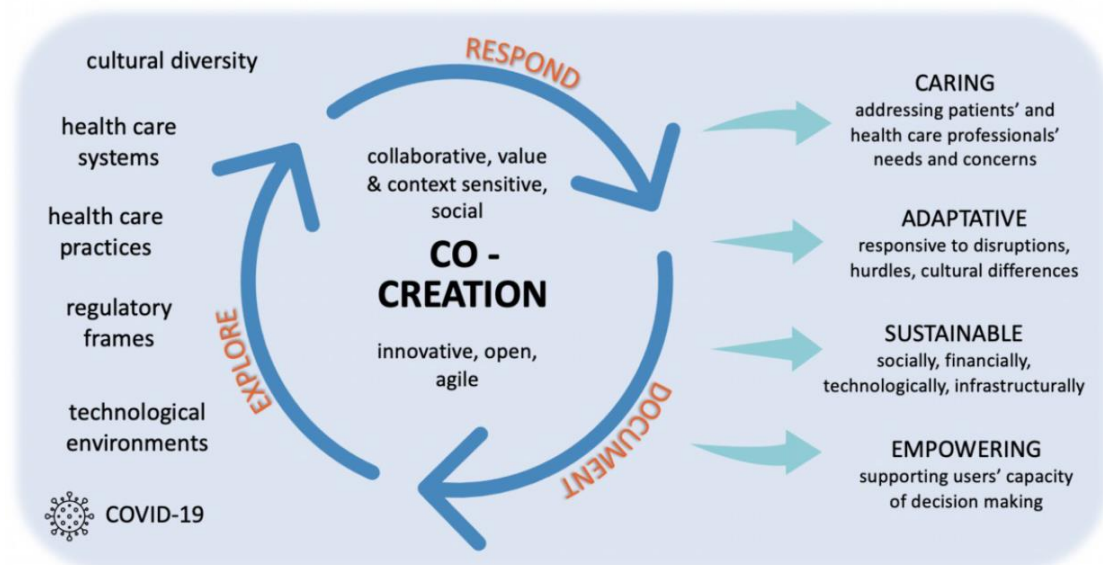 cultural diversity
health care
systems
health care
practices
regulatory
frames
technological
environments
COVID-19
RESPOND
EXPLORE
DOCUMENT
collaborative, value
& context sensitive,
social
CO -
CREATION
innovative, open,
agile
CARING
addressing patients’ and
health care professionals’
needs and concerns
ADAPTATIVE
responsive to disruptions,
hurdles, cultural differences
SUSTAINABLE
socially, financially,
technologically, infrastructurally
EMPOWERING
supporting users’ capacity
of decision making